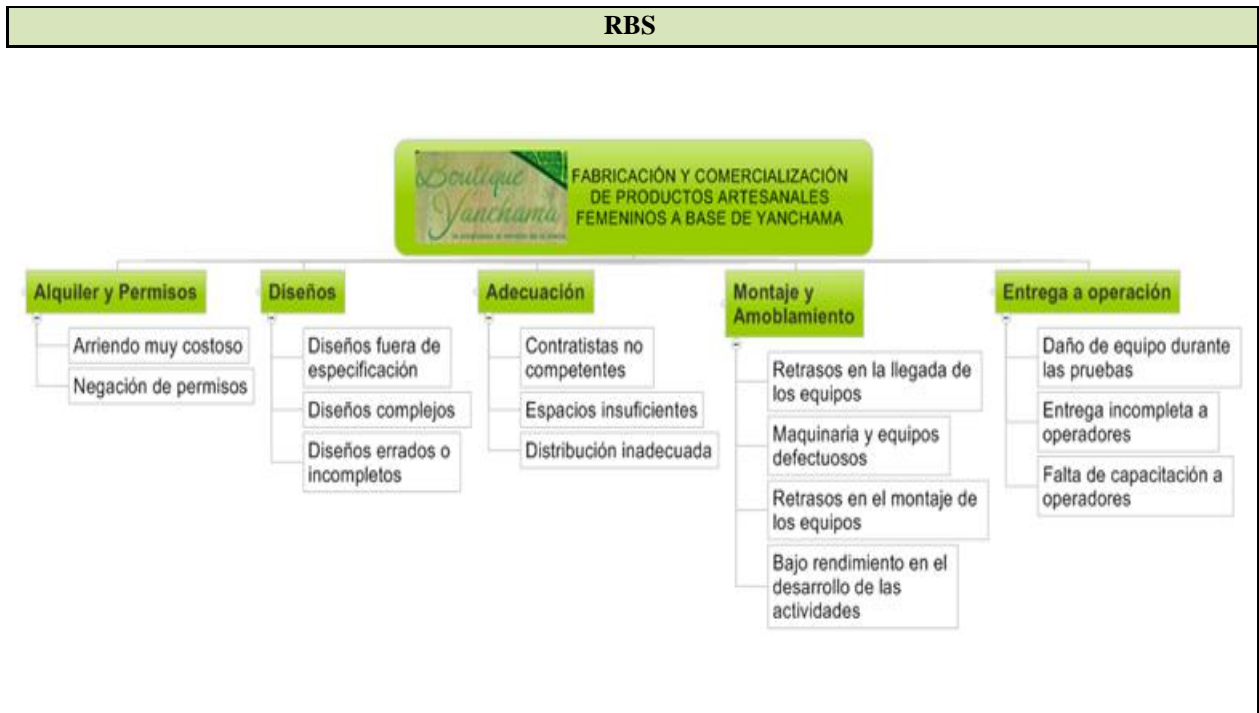 RBS
Boutique
Yanchama
FABRICACIÓN Y COMERCIALIZACIÓN
DE PRODUCTOS ARTESANALES
FEMENINOS A BASE DE YANCHAMA
Alquiler y Permisos
Arriendo muy costoso
Negación de permisos
Diseños
Diseños fuera de
especificación
Diseños complejos
Diseños errados o
incompletos
Adecuación
Contratistas no
competentes
Espacios insuficientes
Distribución inadecuada
Montaje y
Amoblamiento
Retrasos en la llegada de
los equipos
Maquinaria y equipos
defectuosos
Retrasos en el montaje de
los equipos
Bajo rendimiento en el
desarrollo de las
actividades
Entrega a operación
Daño de equipo durante
las pruebas
Entrega incompleta a
operadores
Falta de capacitación a
operadores